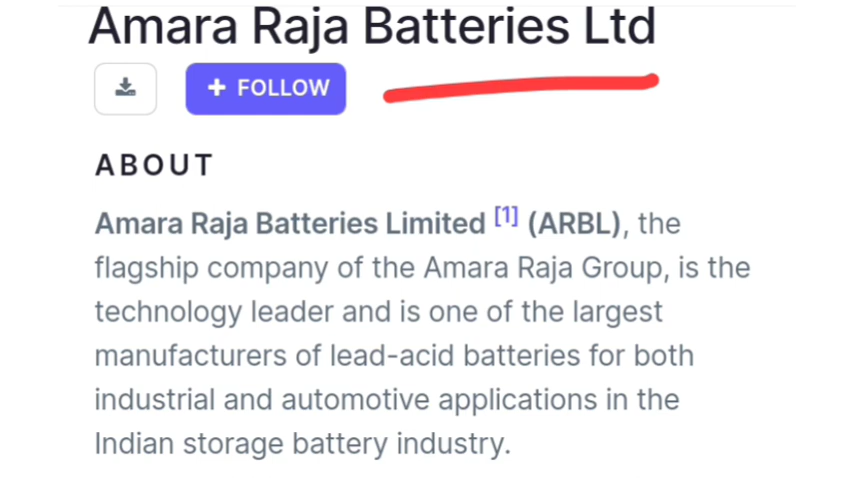 Amara Raja Batteries Ltd
+ FOLLOW
ABOUT
Amara Raja Batteries Limited [1] (ARBL), the
flagship company of the Amara Raja Group, is the
technology leader and is one of the largest
manufacturers of lead-acid batteries for both
industrial and automotive applications in the
Indian storage battery industry.